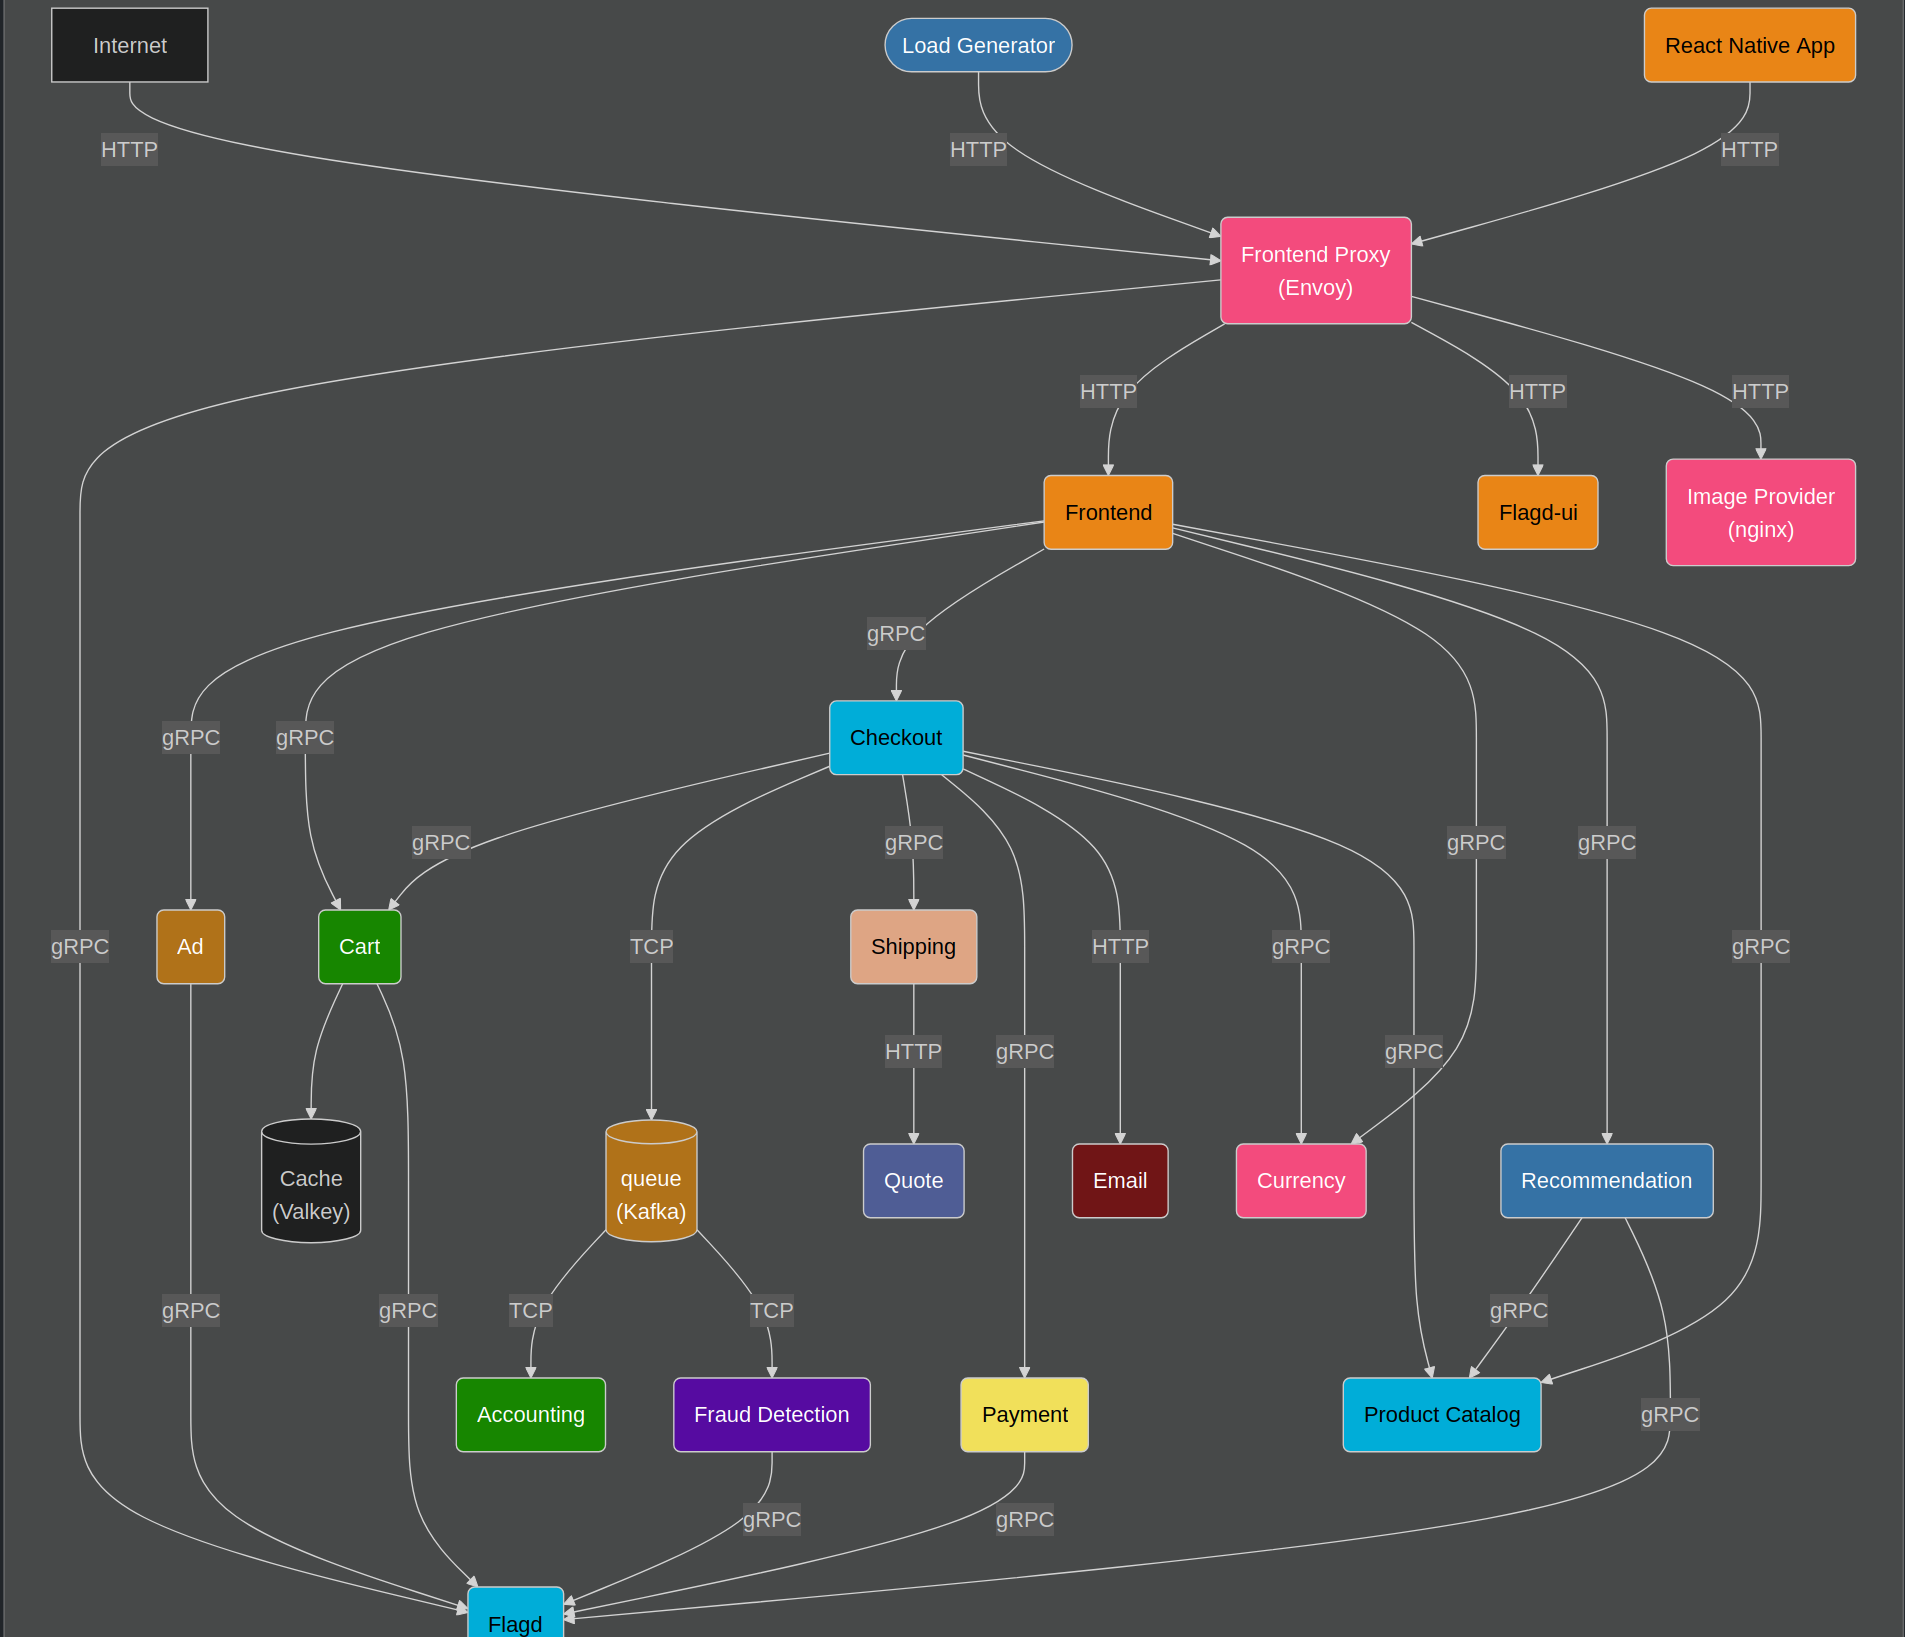 Internet
Load Generator
React Native App
HTTP
HTTP
HTTP
Frontend Proxy
(Envoy)
HTTP
HTTP
HTTP
Frontend
Flagd-ui
Image Provider
(nginx)
gRPC
gRPC
gRPC
Checkout
gRPC
gRPC
gRPC
gRPC
gRPC
Ad
Cart
TCP
Shipping
HTTP
gRPC
gRPC
HTTP
gRPC
gRPC
Cache
(Valkey)
queue
(Kafka)
Quote
Email
Currency
Recommendation
gRPC
gRPC
TCP
TCP
gRPC
Accounting
Fraud Detection
Payment
Product Catalog
gRPC
gRPC
gRPC
Flagd